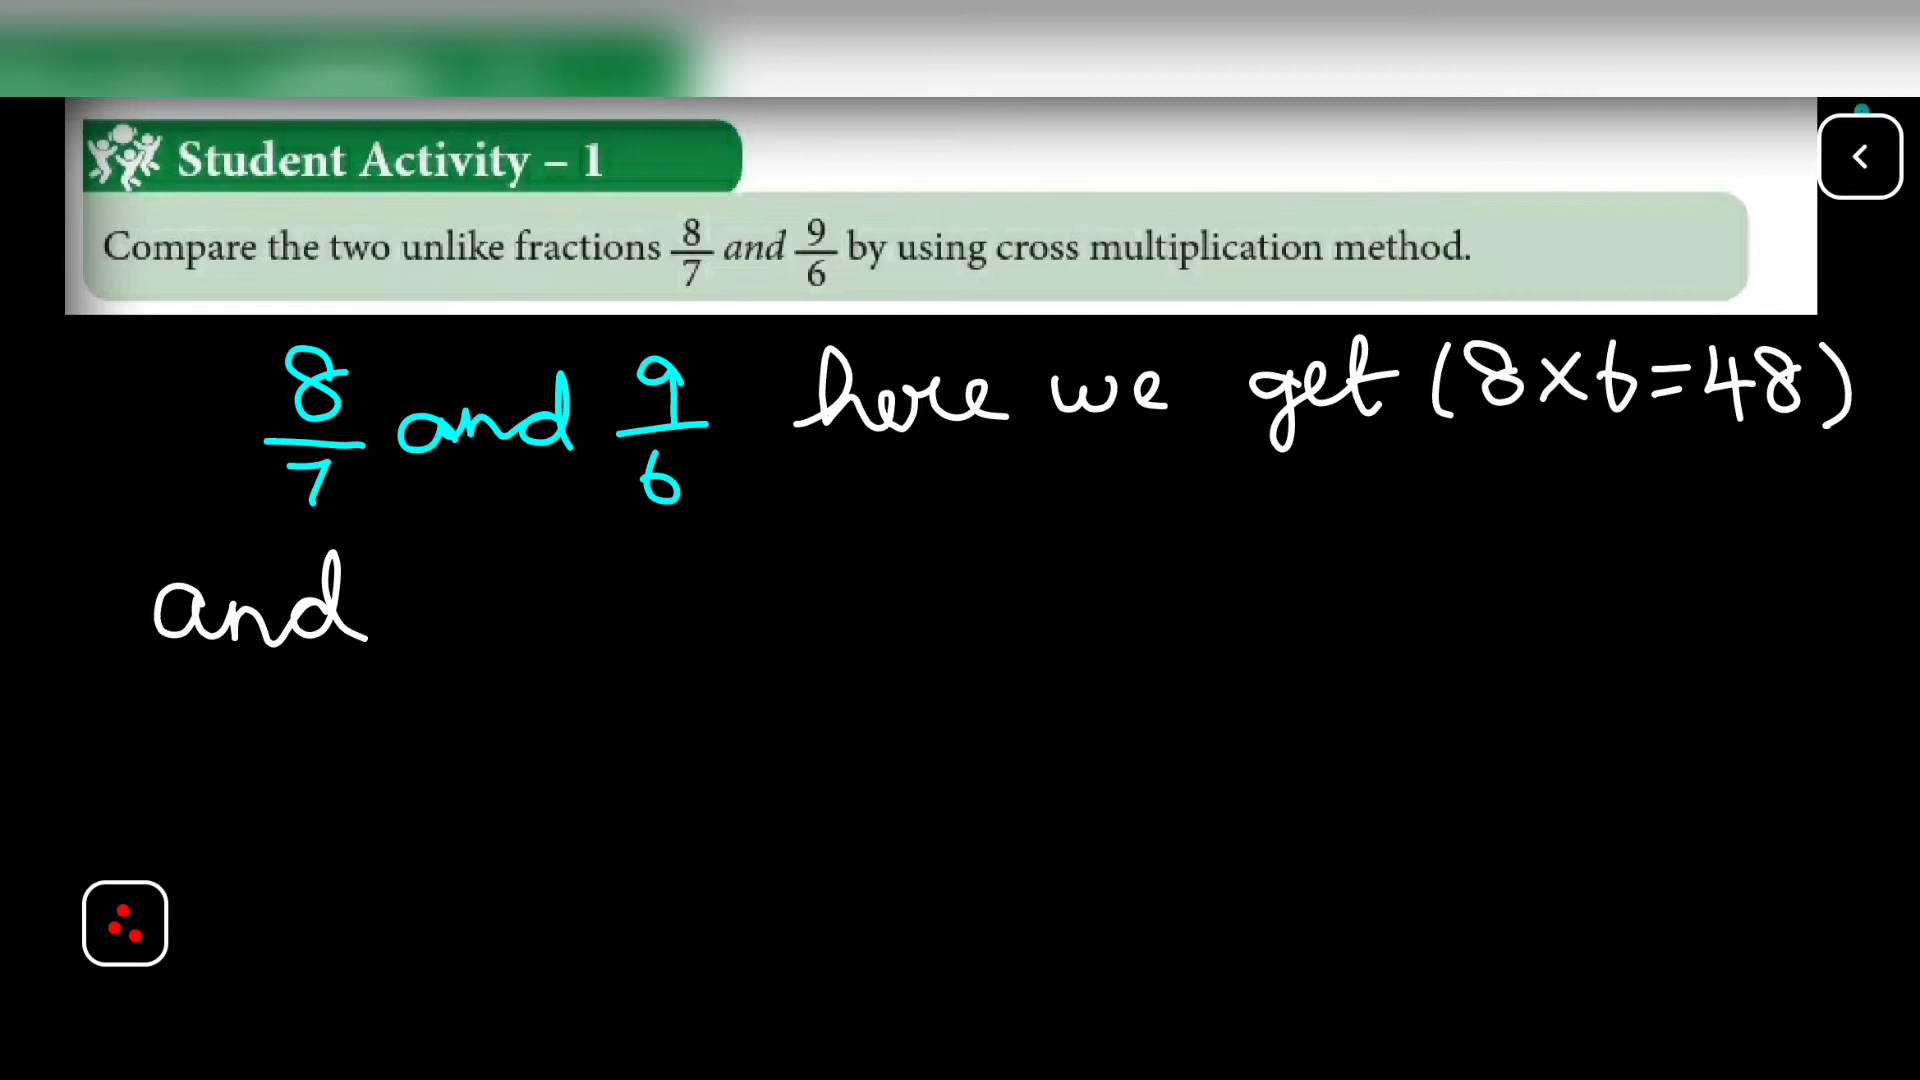 Student Activity – 1
Compare the two unlike fractions 8/7 and 9/6 by using cross multiplication method.
8/7 and 9/6 here we get (8×6=48)
and